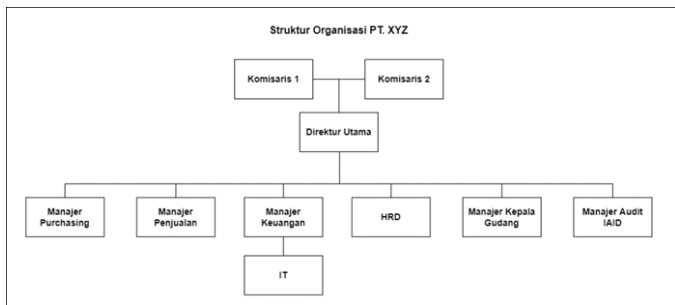 Struktur Organisasi PT. XYZ
Komisaris 1
Komisaris 2
Direktur Utama
Manajer
Purchasing
Manajer
Penjualan
Manajer
Keuangan
HRD
Manajer Kepala
Gudang
Manajer Audit
IAID
IT